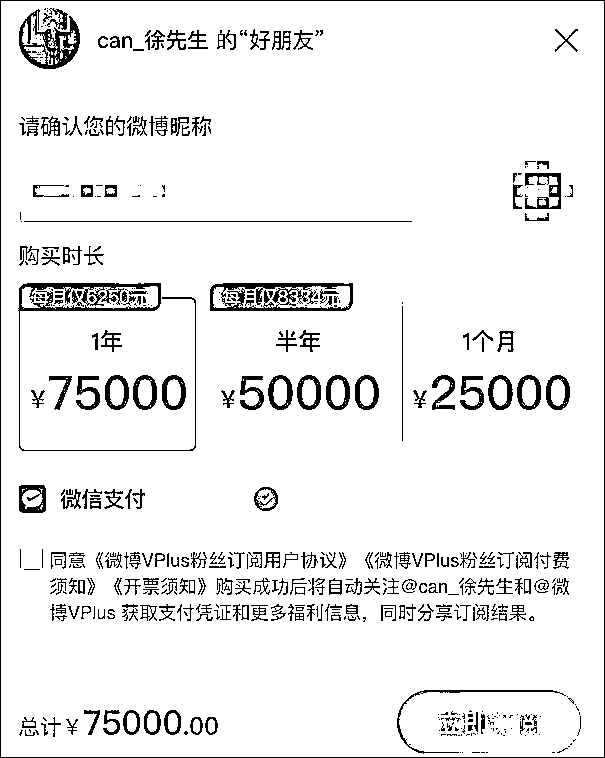 can_徐先生 的“好朋友”
请确认您的微博昵称
购买时长
每月仅6250元
每月仅8334元
1年
半年
1个月
¥75000
¥50000
¥25000
微信支付
同意《微博VPlus粉丝订阅用户协议》《微博VPlus粉丝订阅付费
须知》《开票须知》购买成功后将自动关注@can_徐先生和@微
博VPlus 获取支付凭证和更多福利信息，同时分享订阅结果。
总计¥75000.00
立即